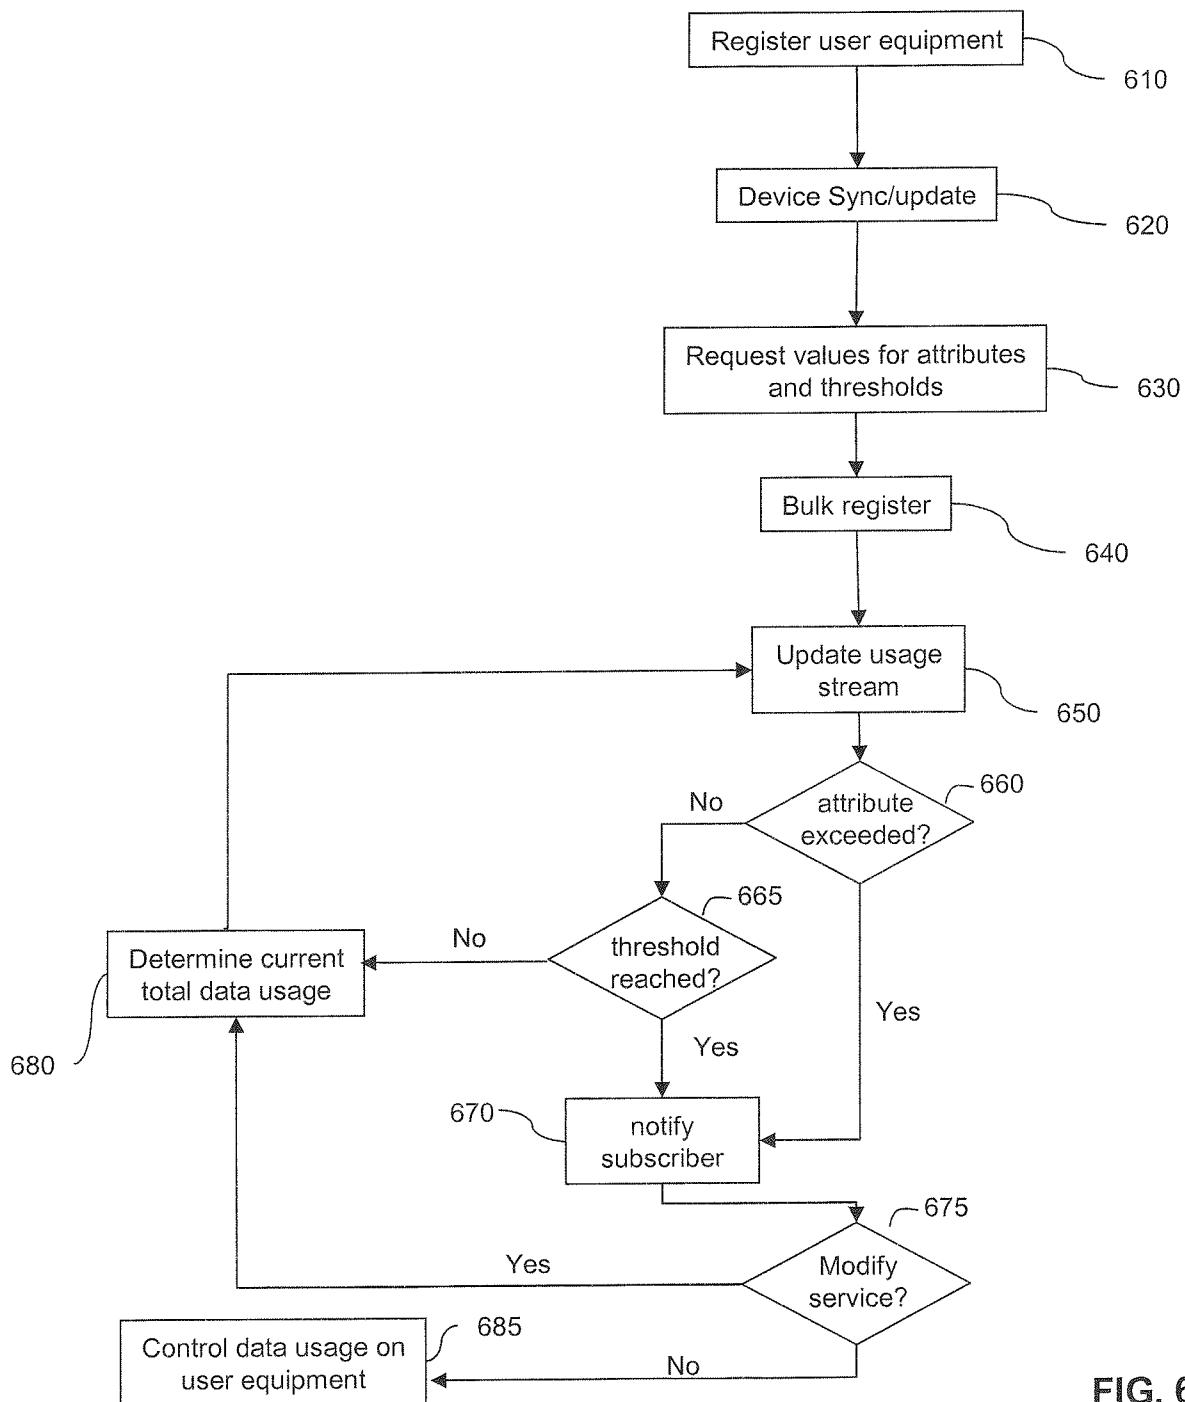 Register user equipment
610
Device Sync/update
620
Request values for attributes
and thresholds
630
Bulk register
640
Update usage
stream
650
660
attribute
exceeded?
No
665
threshold
reached?
No
Determine current
total data usage
Yes
Yes
680
670
notify
subscriber
675
Modify
service?
Yes
685
Control data usage on
user equipment
No
FIG. 6